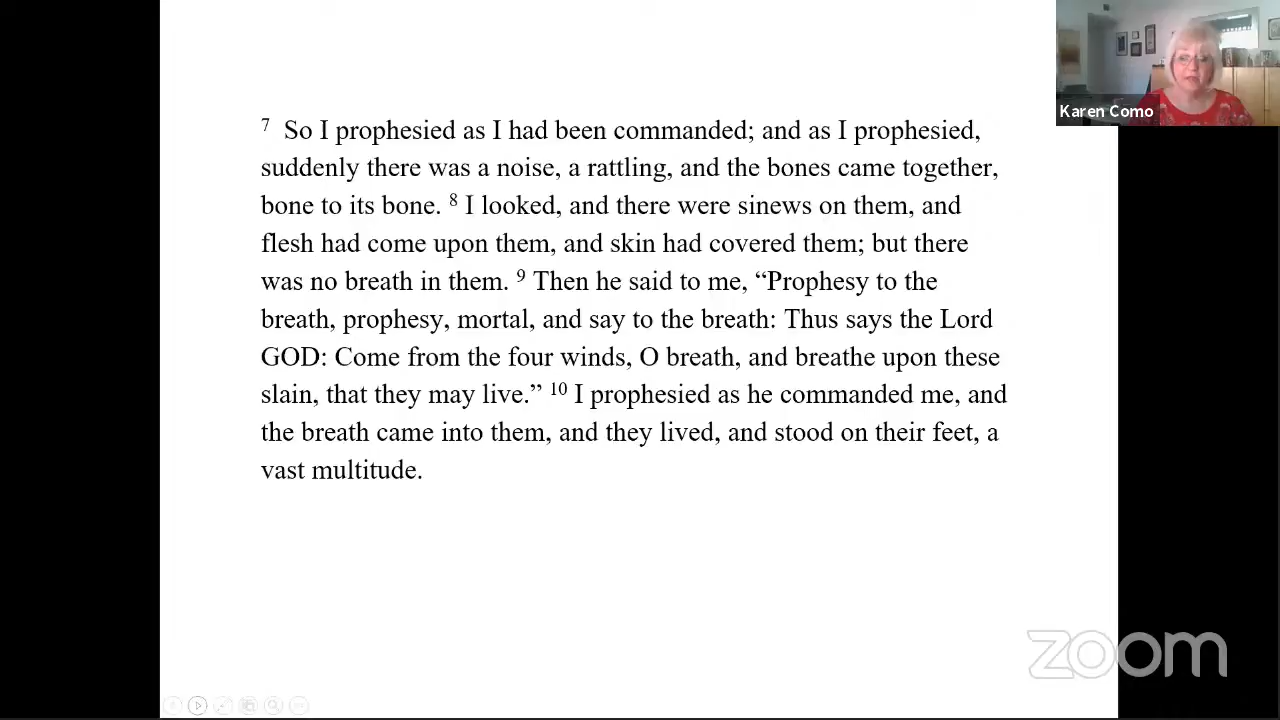 ⁷ So I prophesied as I had been commanded; and as I prophesied,
suddenly there was a noise, a rattling, and the bones came together,
bone to its bone. ⁸ I looked, and there were sinews on them, and
flesh had come upon them, and skin had covered them; but there
was no breath in them. ⁹ Then he said to me, “Prophesy to the
breath, prophesy, mortal, and say to the breath: Thus says the Lord
GOD: Come from the four winds, O breath, and breathe upon these
slain, that they may live.” ¹⁰ I prophesied as he commanded me, and
the breath came into them, and they lived, and stood on their feet, a
vast multitude.
Karen Como
zoom